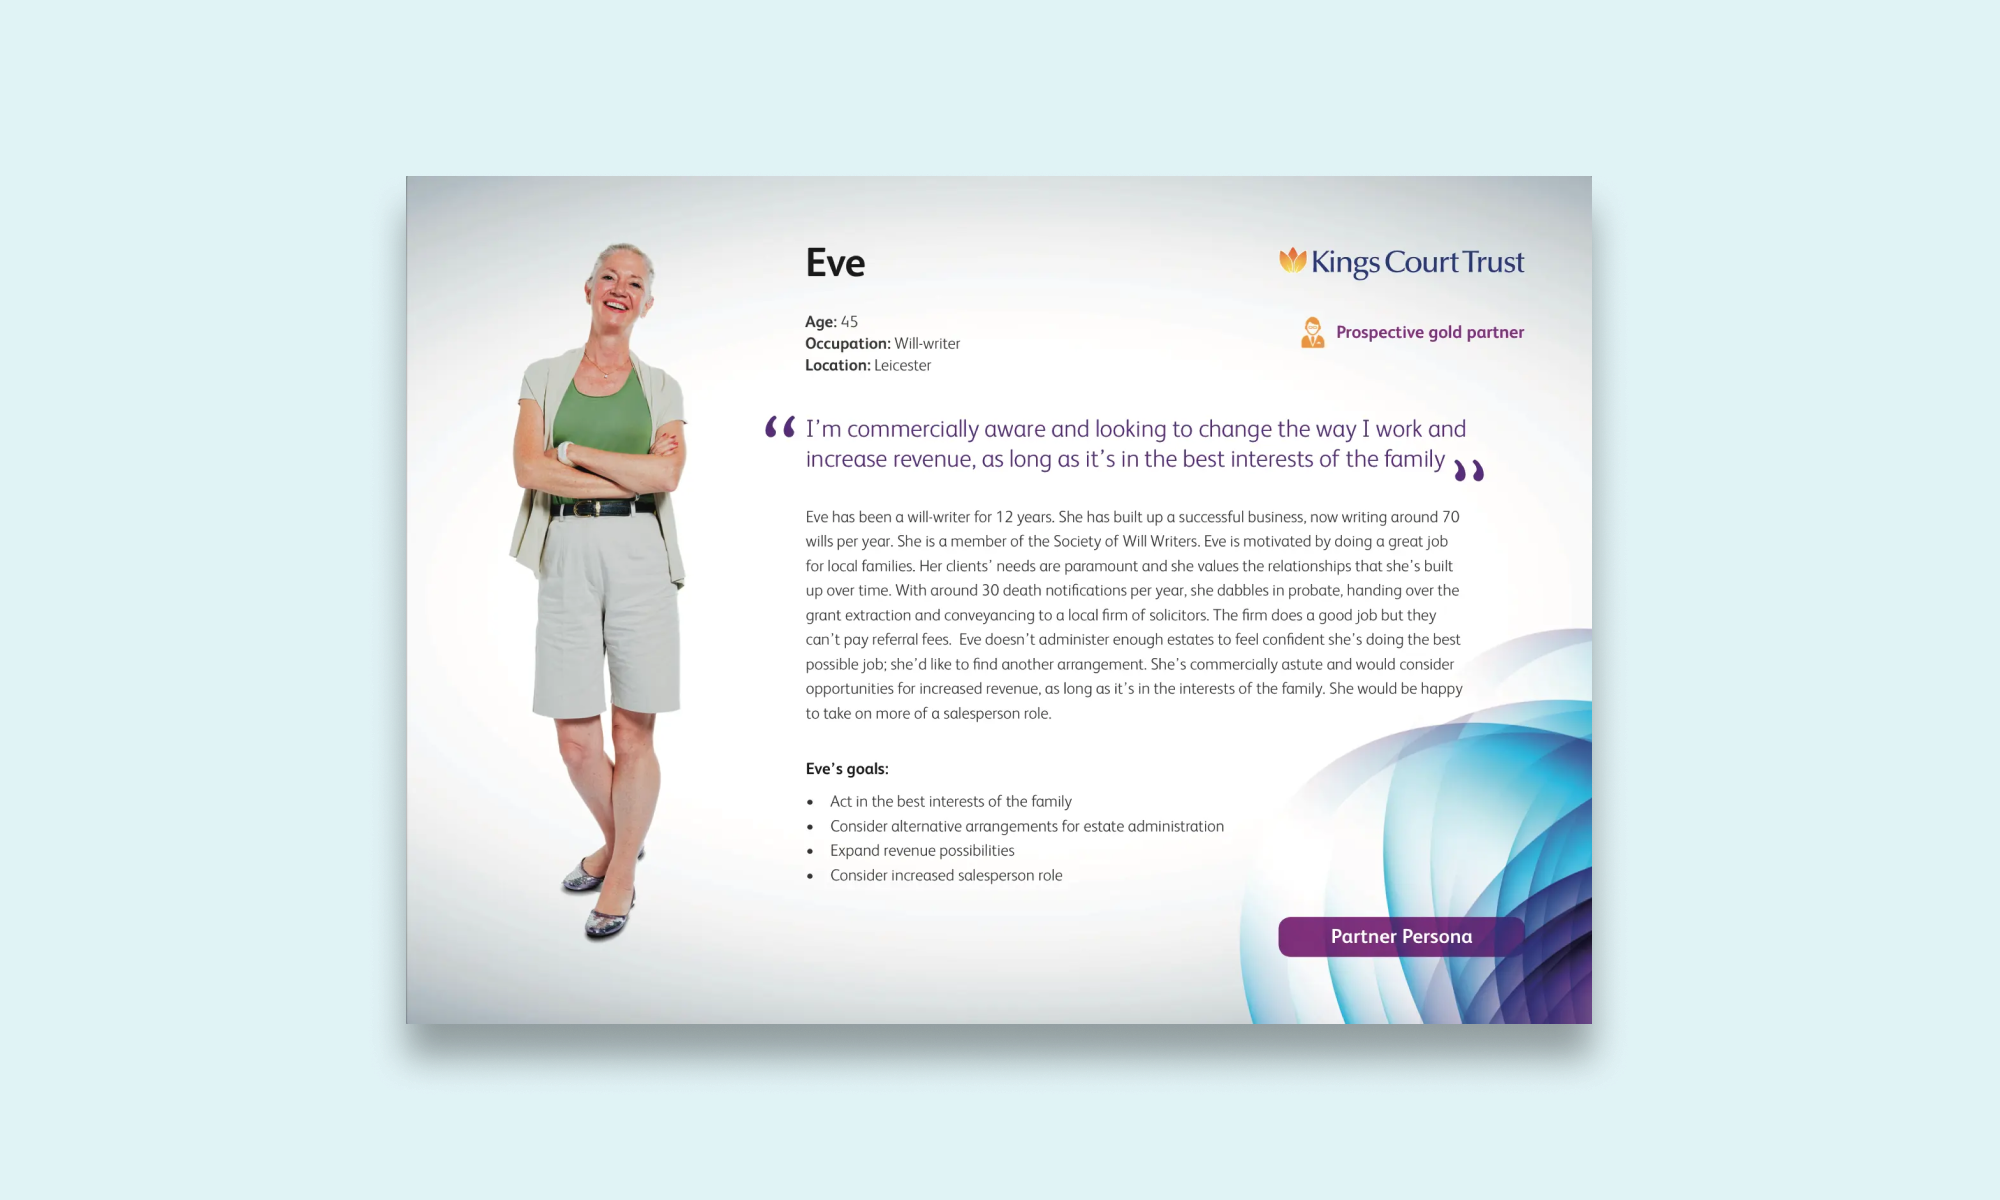 Eve
Kings Court Trust
Age: 45
Occupation: Will-writer
Location: Leicester
Prospective gold partner
“ I’m commercially aware and looking to change the way I work and
increase revenue, as long as it’s in the best interests of the family ”
Eve has been a will-writer for 12 years. She has built up a successful business, now writing around 70
wills per year. She is a member of the Society of Will Writers. Eve is motivated by doing a great job
for local families. Her clients’ needs are paramount and she values the relationships that she’s built
up over time. With around 30 death notifications per year, she dabbles in probate, handing over the
grant extraction and conveyancing to a local firm of solicitors. The firm does a good job but they
can’t pay referral fees.  Eve doesn’t administer enough estates to feel confident she’s doing the best
possible job; she’d like to find another arrangement. She’s commercially astute and would consider
opportunities for increased revenue, as long as it’s in the interests of the family. She would be happy
to take on more of a salesperson role.
Eve’s goals:
• Act in the best interests of the family
• Consider alternative arrangements for estate administration
• Expand revenue possibilities
• Consider increased salesperson role
Partner Persona